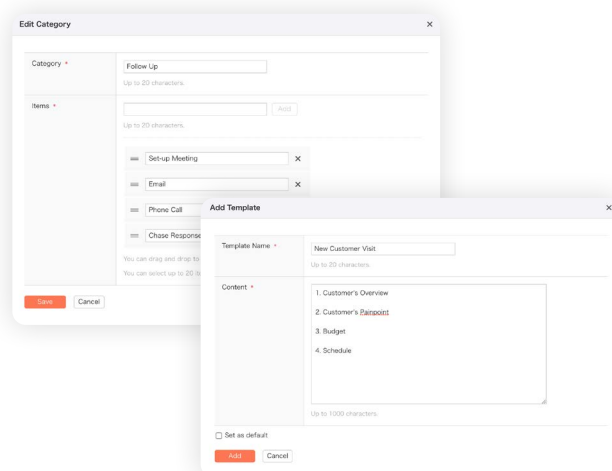 Edit Category
Category *
Follow Up
Up to 20 characters.
Items *
Add
Up to 20 characters.
Set-up Meeting
Email
Phone Call
Chase Response
You can drag and drop to
You can select up to 20
Save
Cancel
Add Template
Template Name *
New Customer Visit
Up to 20 characters.
Content *
1. Customer's Overview
2. Customer's Painpoint
3. Budget
4. Schedule
Up to 1000 characters.
Set as default
Add
Cancel